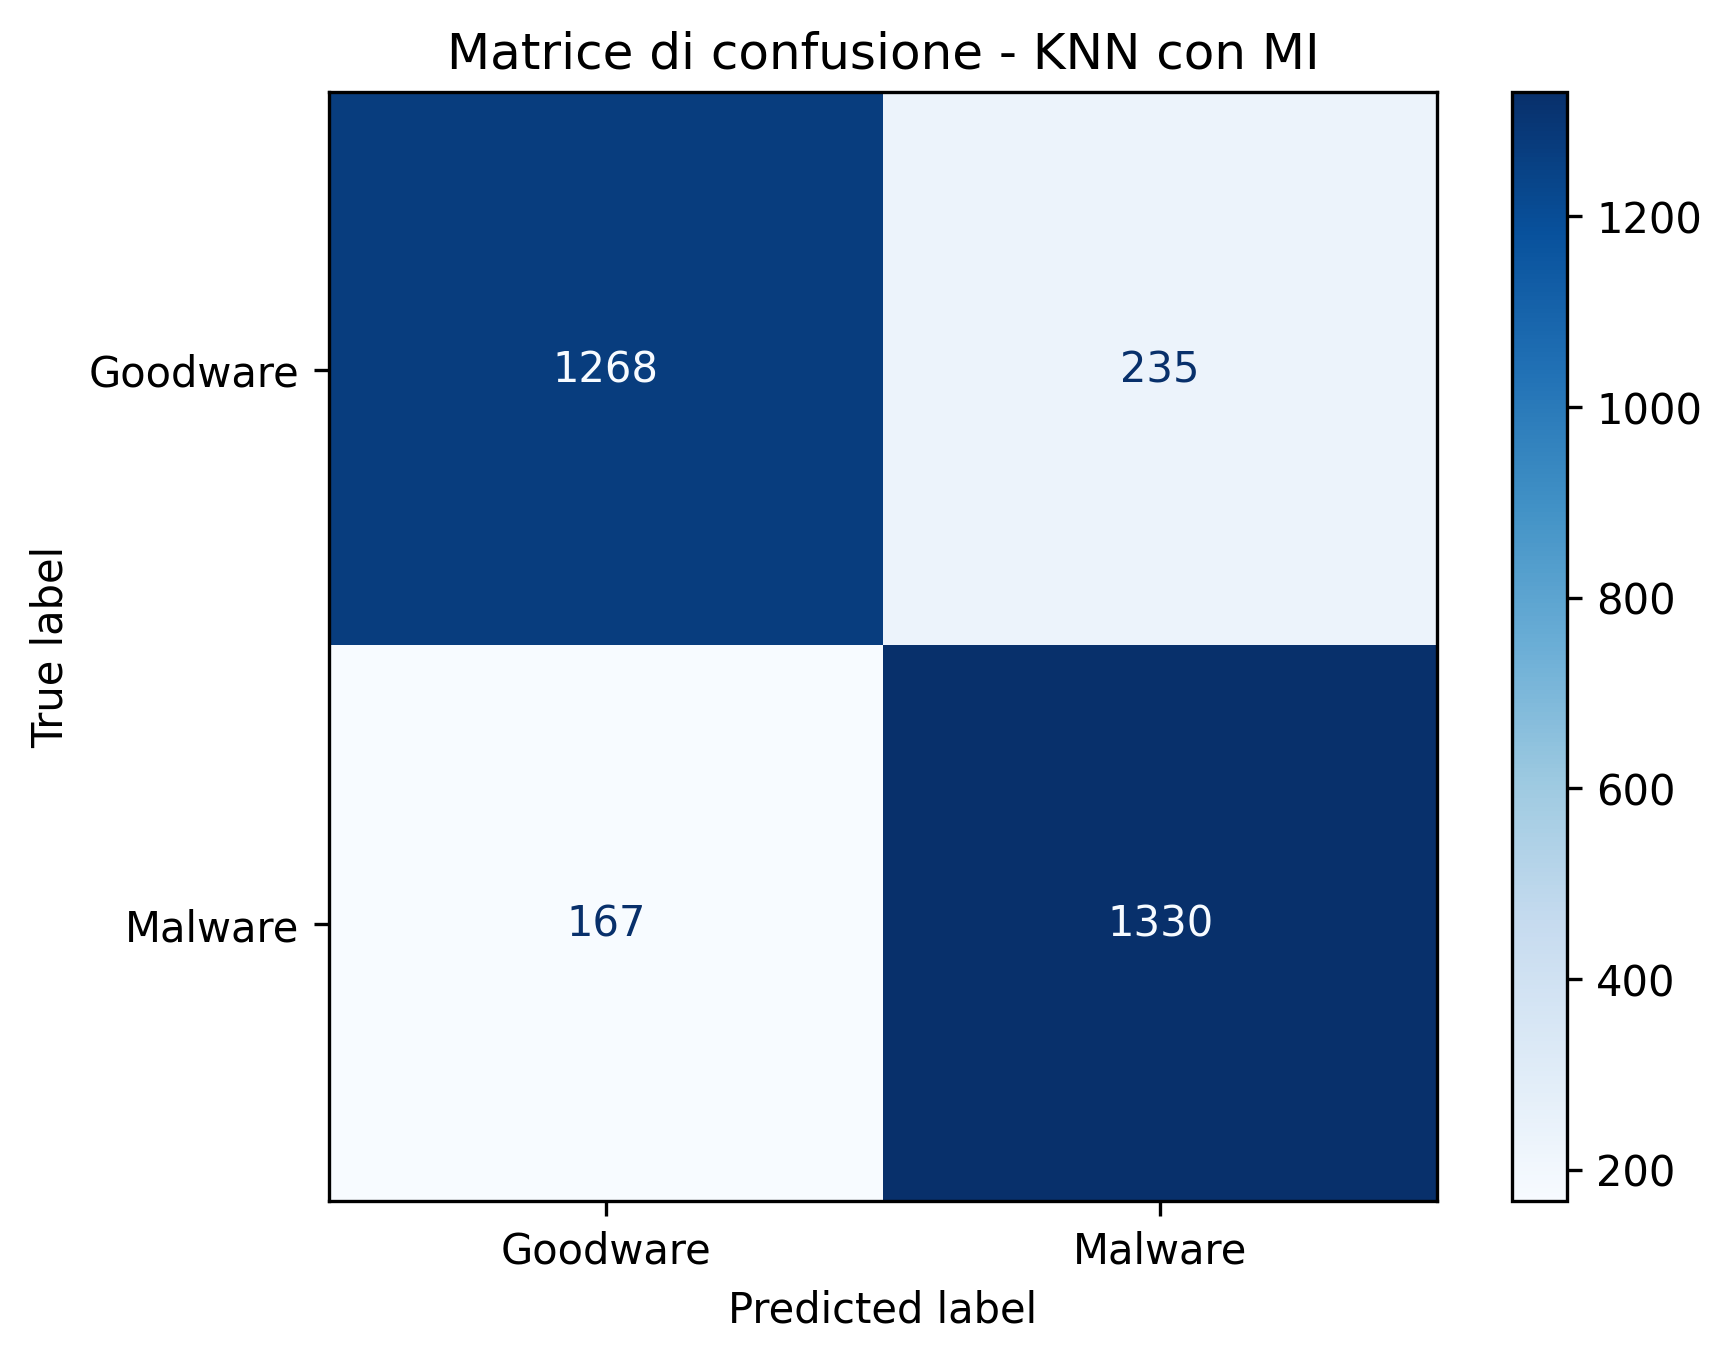 Matrice di confusione - KNN con MI
True label
Goodware
1268
235
Malware
167
1330
Goodware
Malware
Predicted label
1200
1000
800
600
400
200